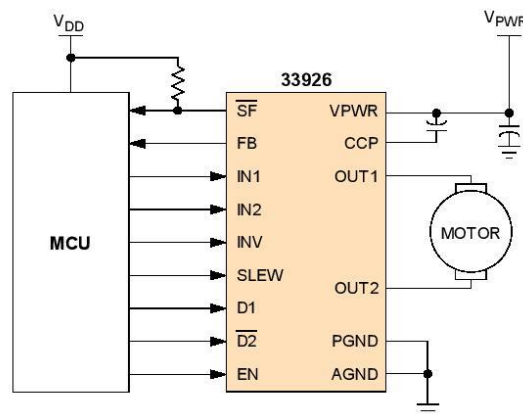 VDD
VPWR
33926
SF
VPWR
FB
CCP
IN1
OUT1
IN2
INV
MCU
MOTOR
SLEW
D1
OUT2
D2
PGND
EN
AGND